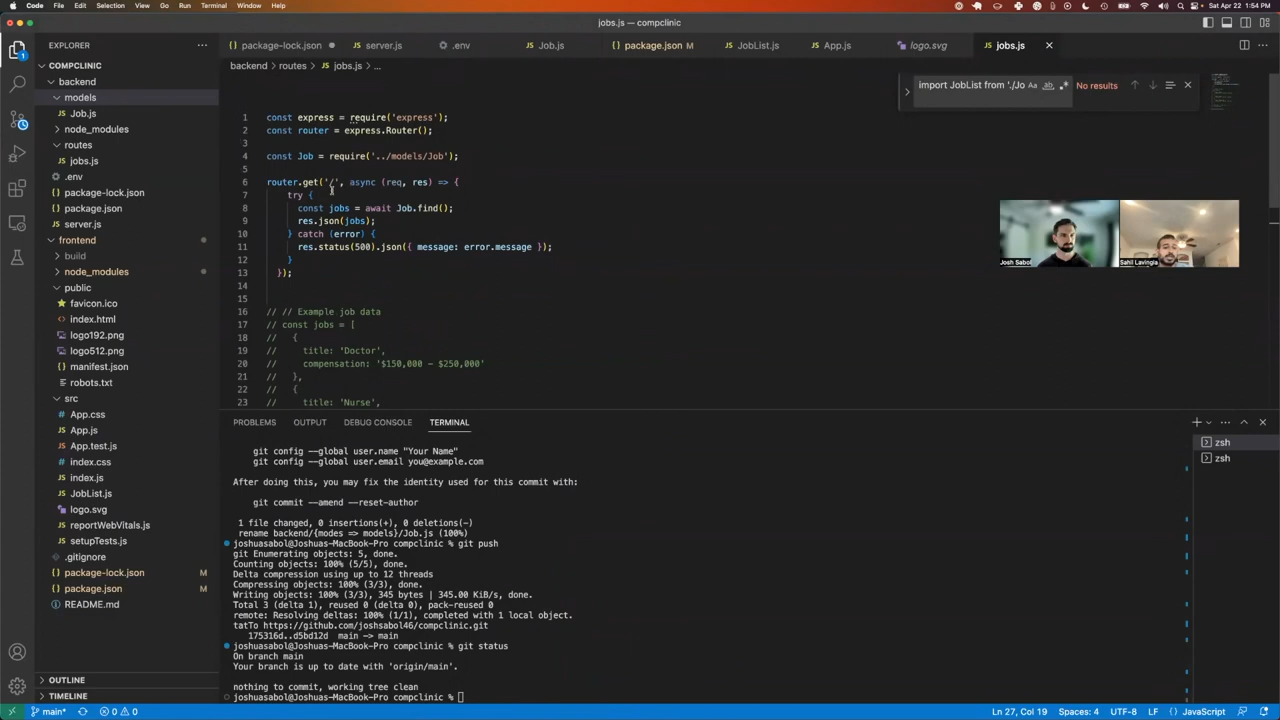 Code File Edit Selection View Go Run Terminal Window Help Sat Apr 22 1:54 PM
jobs.js — compclinic
EXPLORER
package-lock.json server.js .env Job.js package.json M JobList.js App.js logo.svg jobs.js
COMPCLINIC
backend
models
Job.js
node_modules
routes
jobs.js
.env
package-lock.json
package.json
server.js
frontend
build
node_modules
public
favicon.ico
index.html
logo192.png
logo512.png
manifest.json
robots.txt
src
App.css
App.js
App.test.js
index.css
index.js
JobList.js
logo.svg
reportWebVitals.js
setupTests.js
.gitignore
package-lock.json M
package.json M
README.md
OUTLINE
TIMELINE
backend > routes > jobs.js > ...
import JobList from './Jo Aa ab .* No results
1 const express = require('express');
2 const router = express.Router();
3
4 const Job = require('../models/Job');
5
6 router.get('/', async (req, res) => {
7 try {
8 const jobs = await Job.find();
9 res.json(jobs);
10 } catch (error) {
11 res.status(500).json({ message: error.message });
12 }
13 });
14
15
16 // // Example job data
17 // const jobs = [
18 // {
19 // title: 'Doctor',
20 // compensation: '$150,000 - $250,000'
21 // },
22 // {
23 // title: 'Nurse',
Josh Sabol Sahil Lavingia
PROBLEMS OUTPUT DEBUG CONSOLE TERMINAL
zsh
zsh
git config --global user.name "Your Name"
git config --global user.email you@example.com
After doing this, you may fix the identity used for this commit with:
git commit --amend --reset-author
1 file changed, 0 insertions(+), 0 deletions(-)
rename backend/{modes => models}/Job.js (100%)
joshuasabol@Joshuas-MacBook-Pro compclinic % git push
git Enumerating objects: 5, done.
Counting objects: 100% (5/5), done.
Delta compression using up to 12 threads
Compressing objects: 100% (3/3), done.
Writing objects: 100% (3/3), 345 bytes | 345.00 KiB/s, done.
Total 3 (delta 1), reused 0 (delta 0), pack-reused 0
remote: Resolving deltas: 100% (1/1), completed with 1 local object.
tatTo https://github.com/joshsabol46/compclinic.git
175316d..d5bd12d main -> main
joshuasabol@Joshuas-MacBook-Pro compclinic % git status
On branch main
Your branch is up to date with 'origin/main'.
nothing to commit, working tree clean
joshuasabol@Joshuas-MacBook-Pro compclinic %
main* 0 0 Ln 27, Col 19 Spaces: 4 UTF-8 LF JavaScript